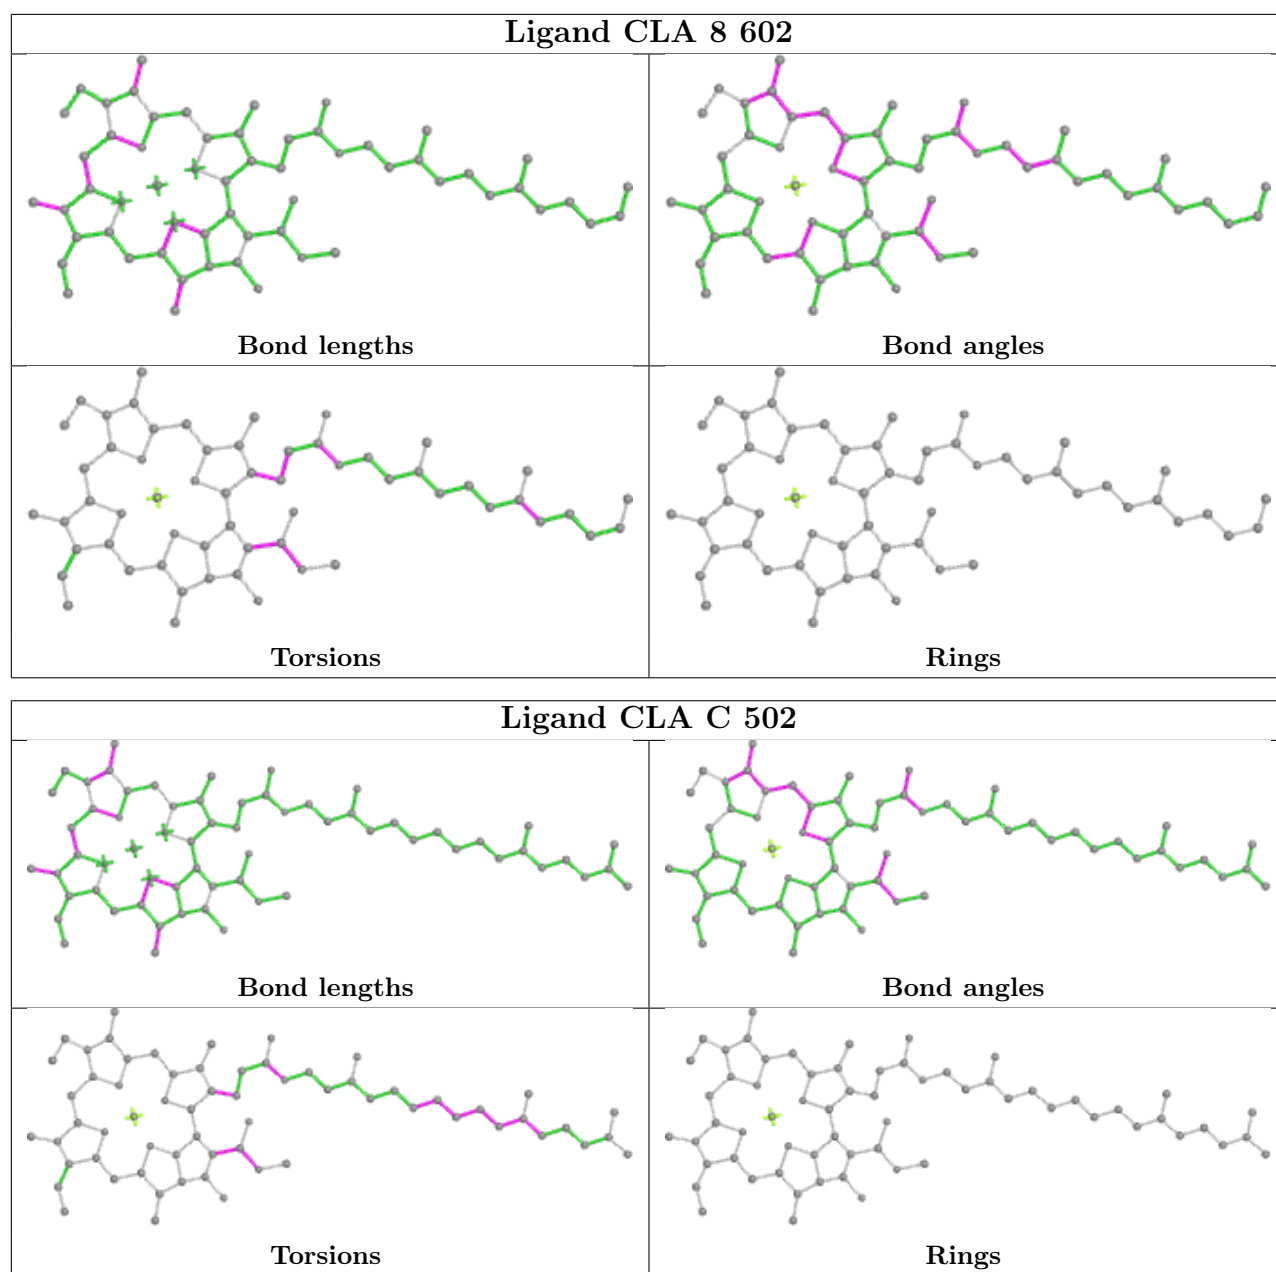 Ligand CLA 8 602
Bond lengths
Bond angles
Torsions
Rings
Ligand CLA C 502
Bond lengths
Bond angles
Torsions
Rings